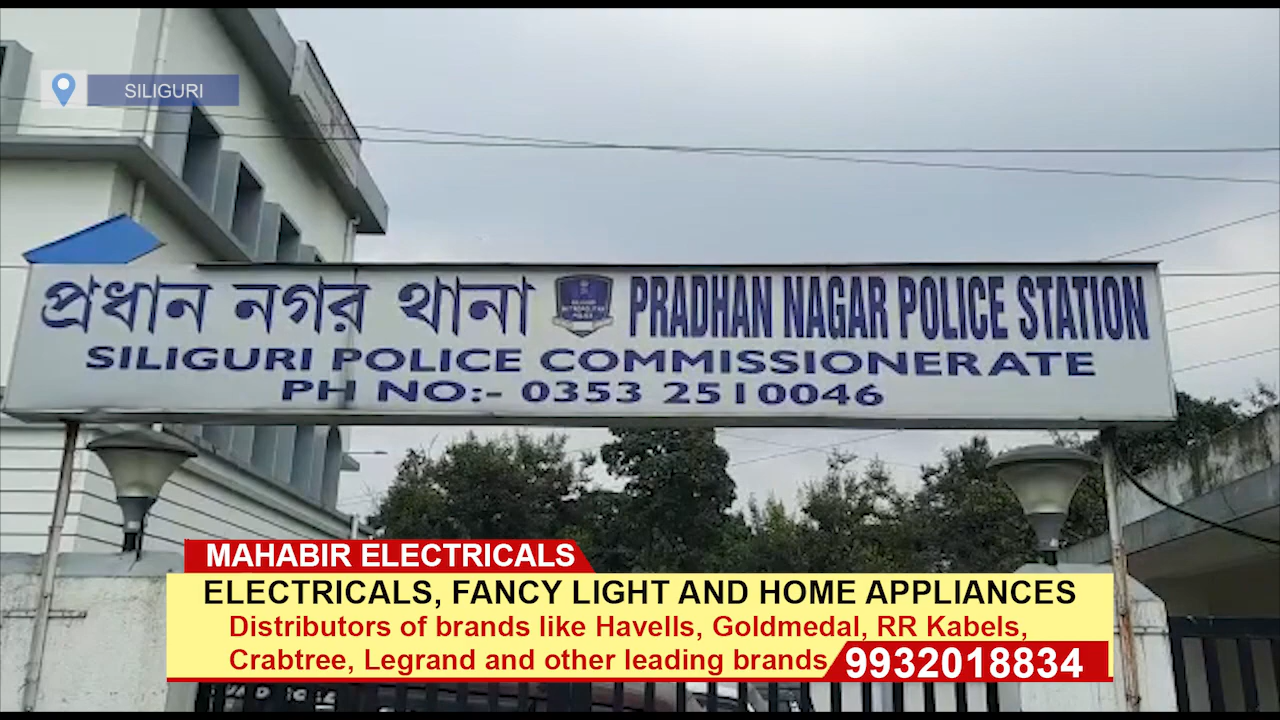 SILIGURI
প্রধান নগর থানা PRADHAN NAGAR POLICE STATION
SILIGURI POLICE COMMISSIONERATE
PH NO:- 0353 2510046
MAHABIR ELECTRICALS
ELECTRICALS, FANCY LIGHT AND HOME APPLIANCES
Distributors of brands like Havells, Goldmedal, RR Kabels,
Crabtree, Legrand and other leading brands 9932018834